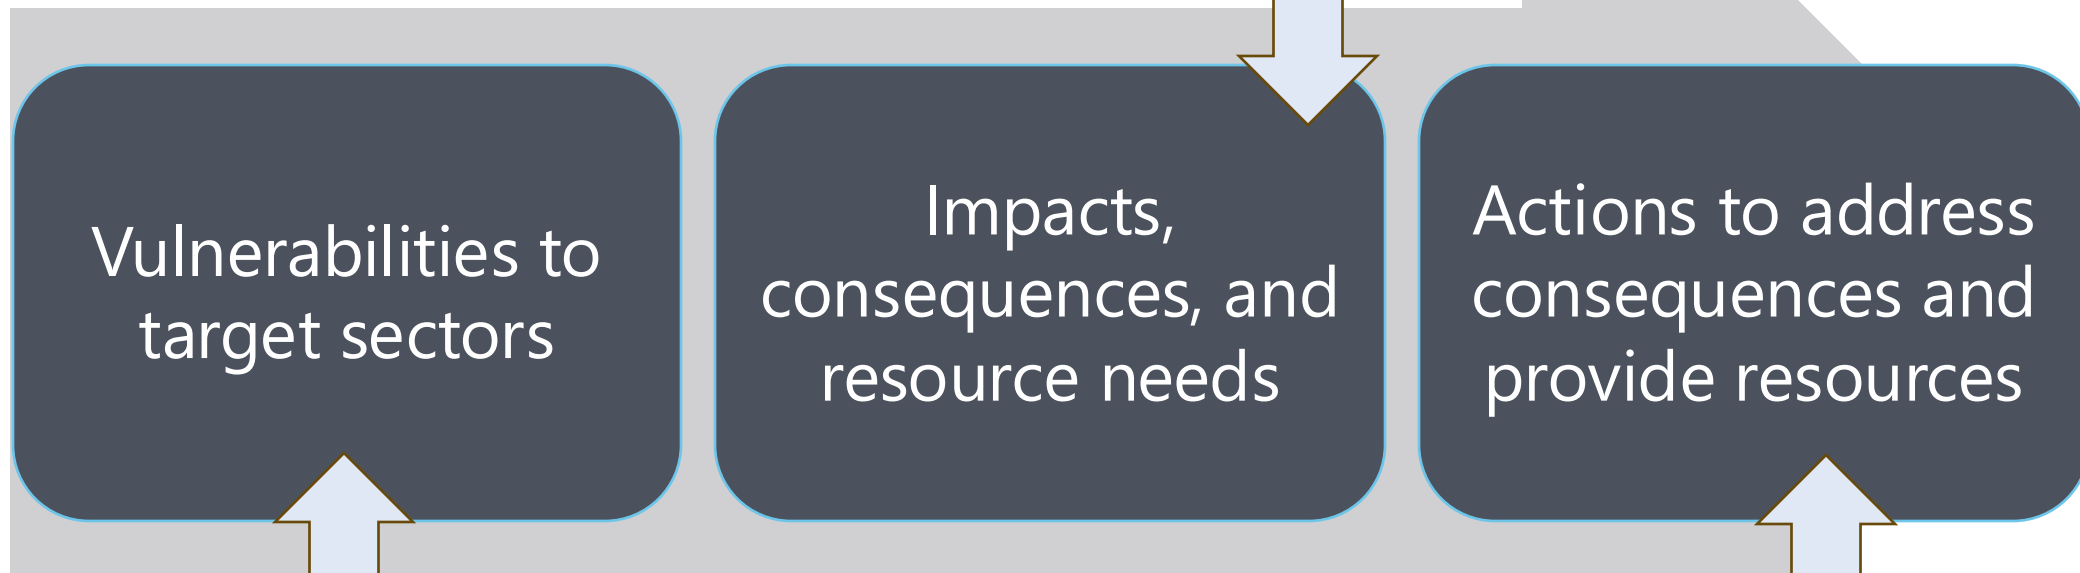 Vulnerabilities to
target sectors
Impacts,
consequences, and
resource needs
Actions to address
consequences and
provide resources